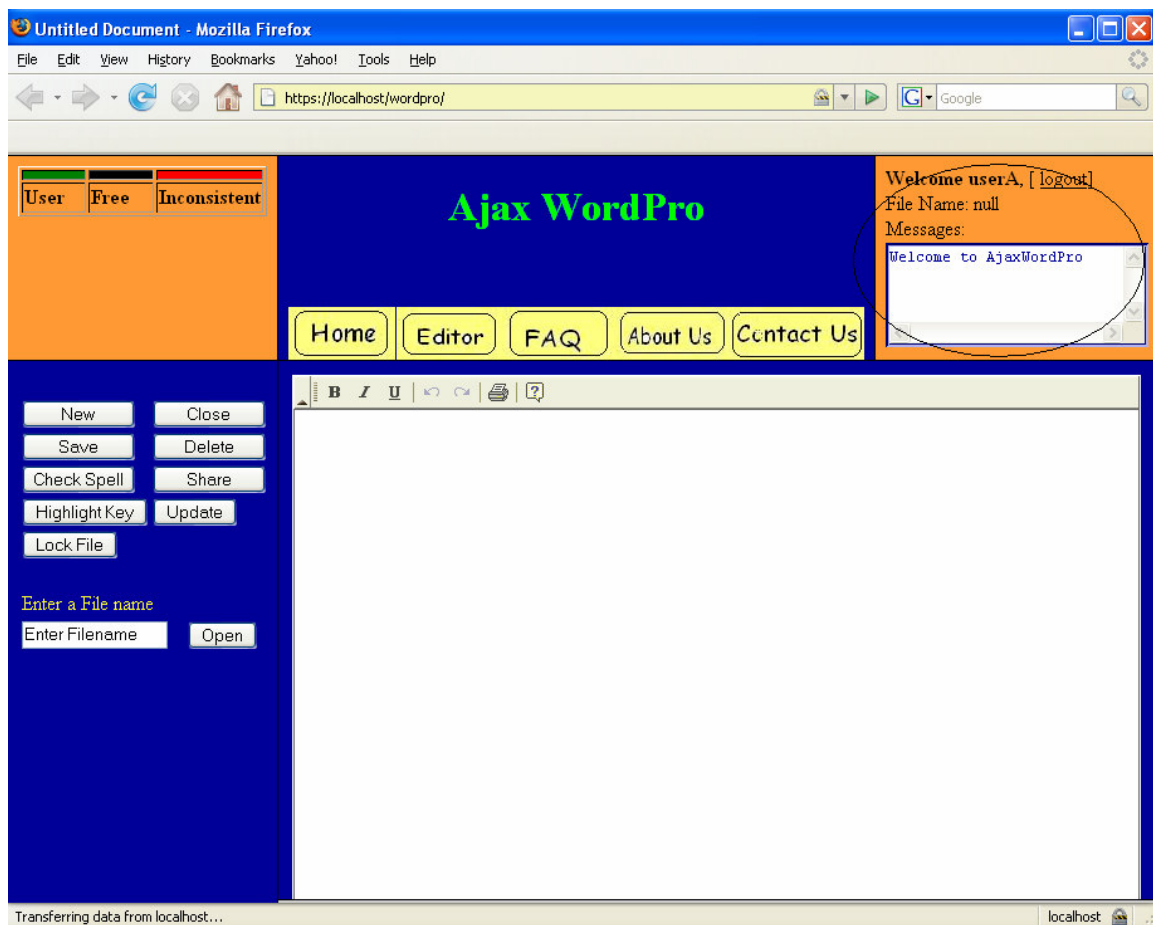 Untitled Document - Mozilla Firefox
File Edit View History Bookmarks Yahoo! Tools Help
https://localhost/wordpro/
G Google
User Free Inconsistent
Ajax WordPro
Welcome userA, [ logout]
File Name: null
Messages:
Welcome to AjaxWordPro
Home Editor FAQ About Us Contact Us
B I U
New Close
Save Delete
Check Spell Share
Highlight Key Update
Lock File
Enter a File name
Enter Filename Open
Transferring data from localhost...
localhost